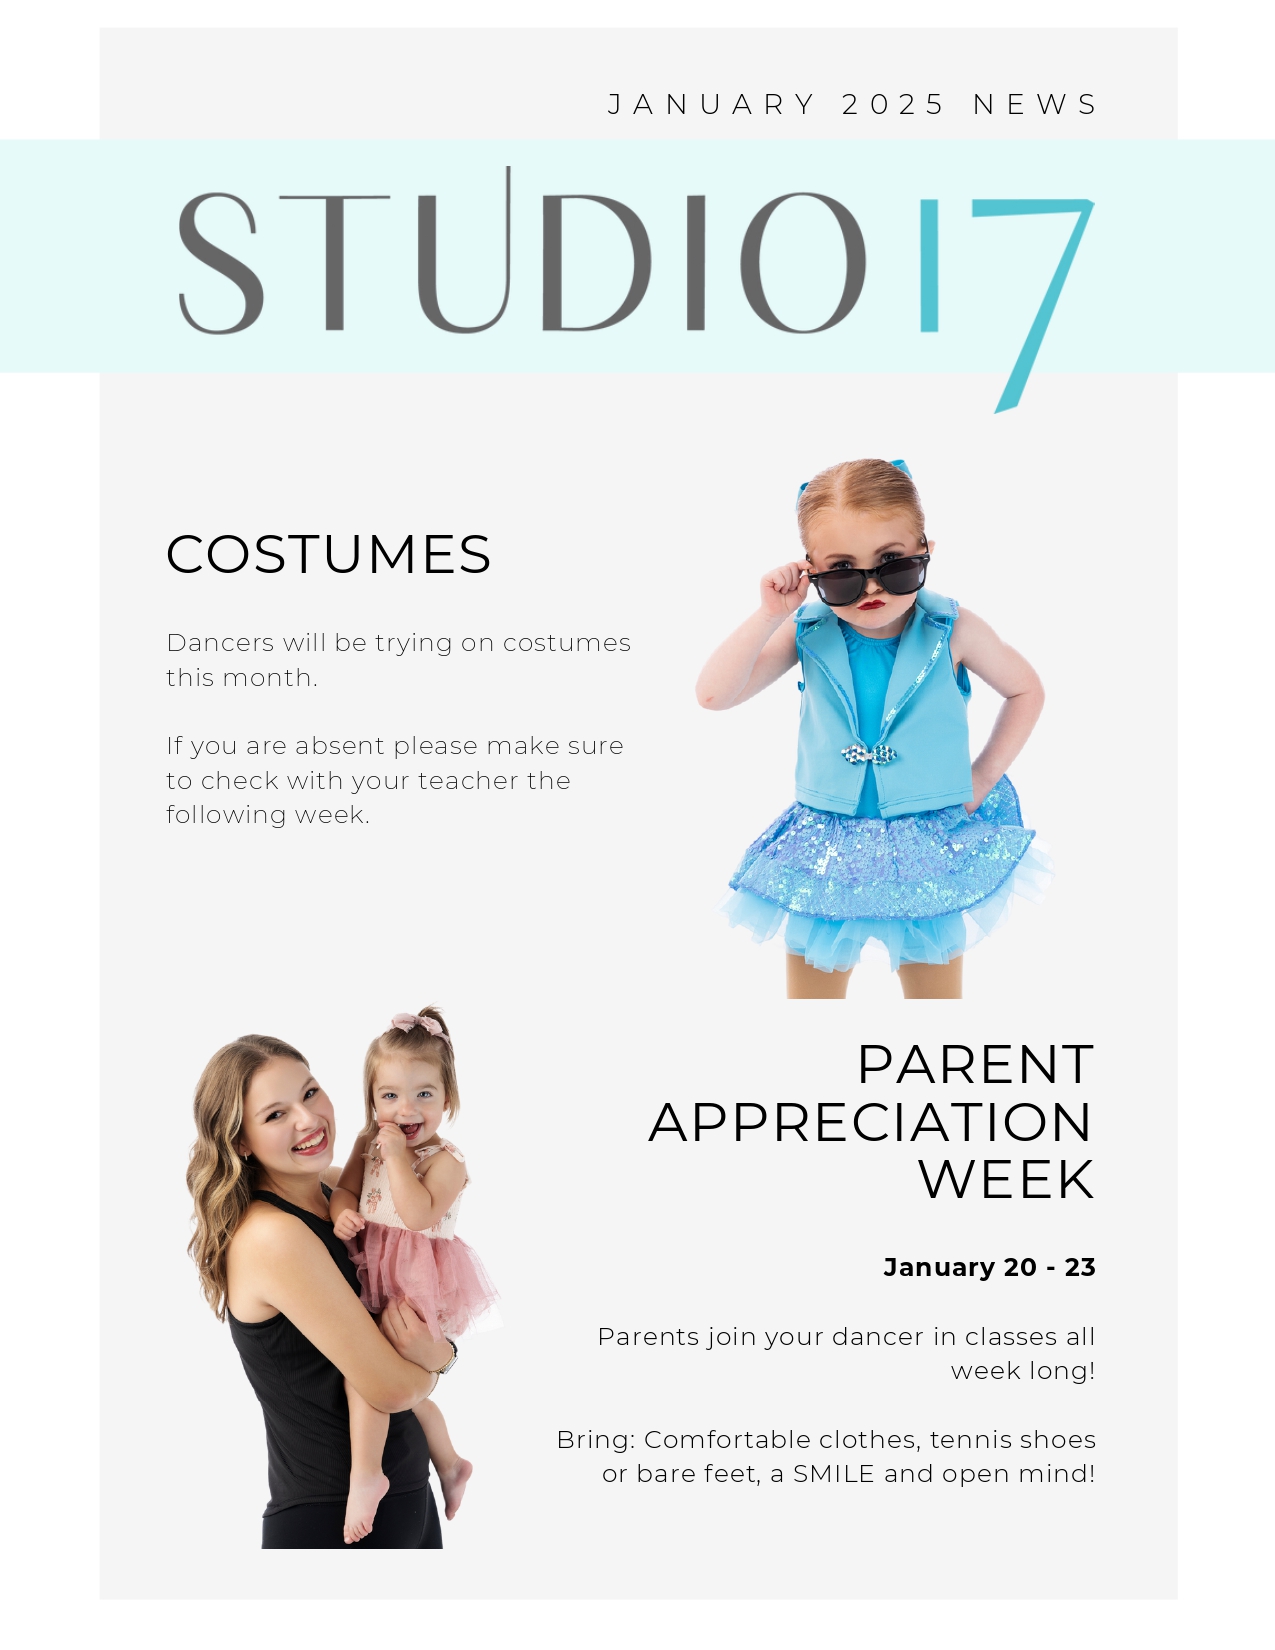 JANUARY 2025 NEWS
STUDIO 17
COSTUMES
Dancers will be trying on costumes
this month.
If you are absent please make sure
to check with your teacher the
following week.
PARENT
APPRECIATION
WEEK
January 20 - 23
Parents join your dancer in classes all
week long!
Bring: Comfortable clothes, tennis shoes
or bare feet, a SMILE and open mind!